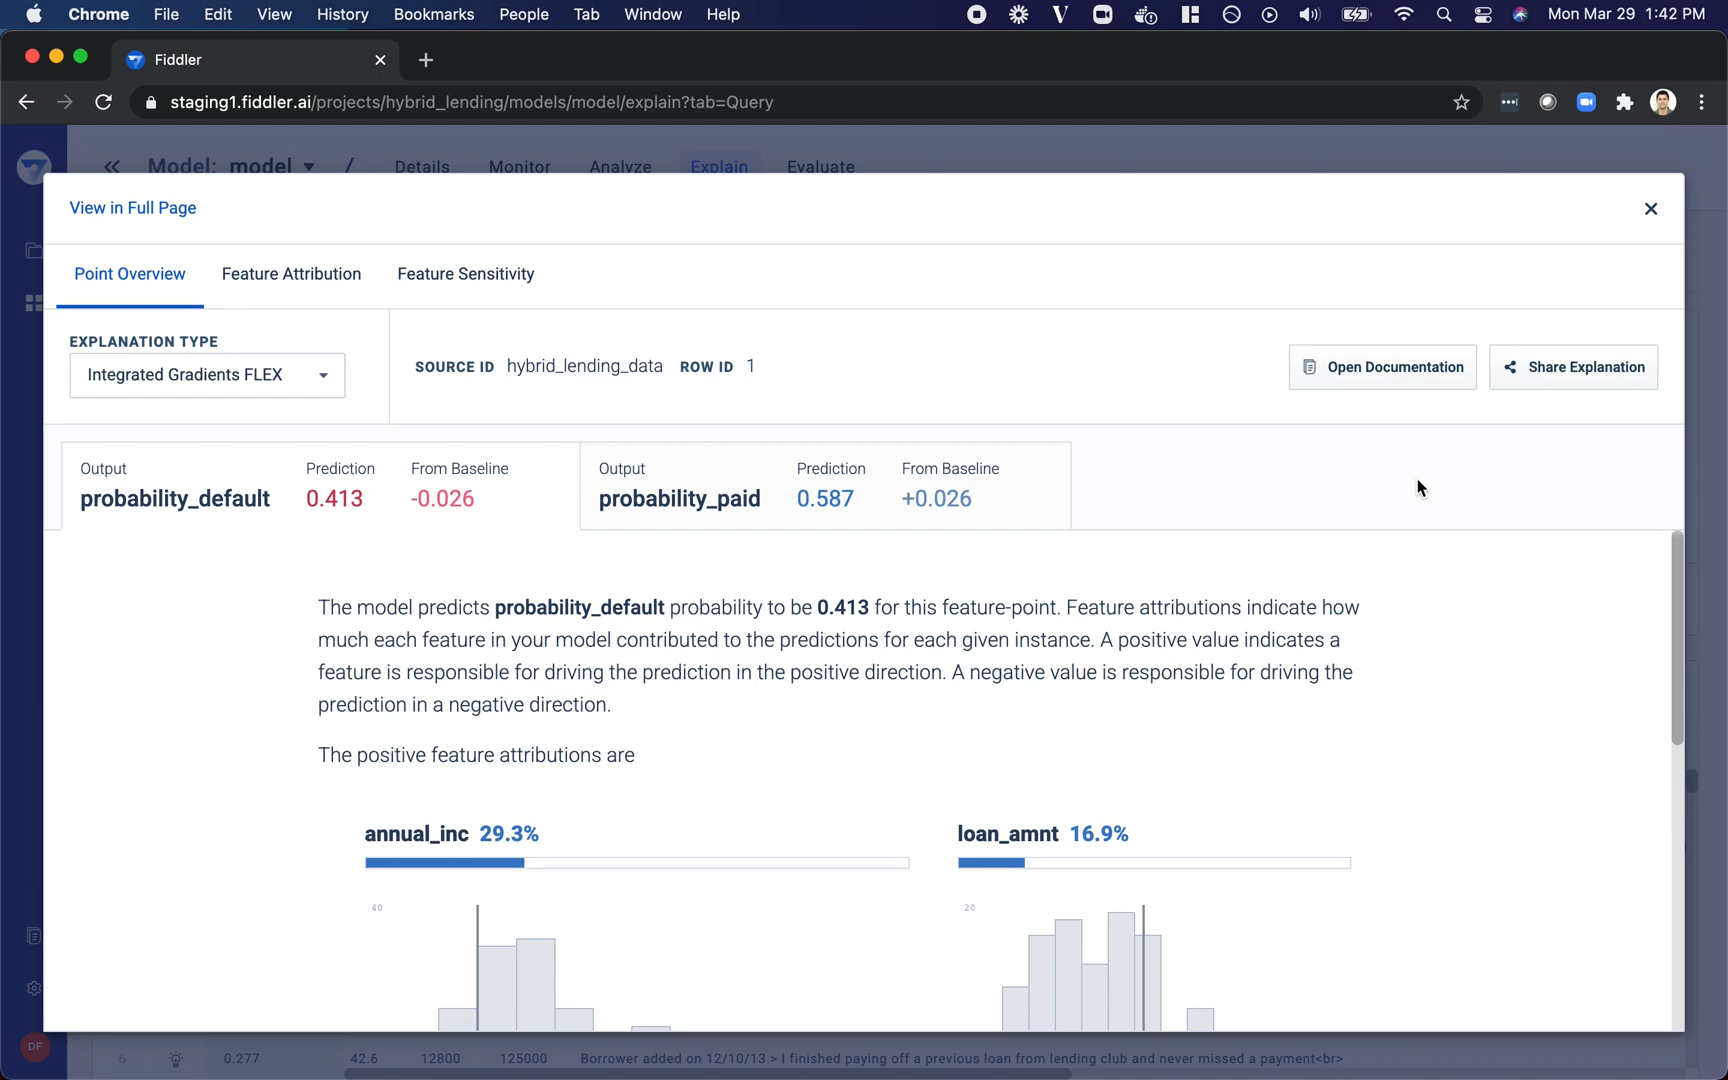 Chrome File Edit View History Bookmarks People Tab Window Help
V
Mon Mar 29 1:42 PM
Fiddler
staging1.fiddler.ai/projects/hybrid_lending/models/model/explain?tab=Query
Model: model / Details Monitor Analyze Explain Evaluate
View in Full Page
Point Overview Feature Attribution Feature Sensitivity
EXPLANATION TYPE
Integrated Gradients FLEX
SOURCE ID hybrid_lending_data ROW ID 1
Open Documentation
Share Explanation
Output Prediction From Baseline
probability_default 0.413 -0.026
Output Prediction From Baseline
probability_paid 0.587 +0.026
The model predicts probability_default probability to be 0.413 for this feature-point. Feature attributions indicate how
much each feature in your model contributed to the predictions for each given instance. A positive value indicates a
feature is responsible for driving the prediction in the positive direction. A negative value is responsible for driving the
prediction in a negative direction.
The positive feature attributions are
annual_inc 29.3%
loan_amnt 16.9%
40
20
DF
6 0.277 42.6 12800 125000 Borrower added on 12/10/13 > I finished paying off a previous loan from lending club and never missed a payment<br>